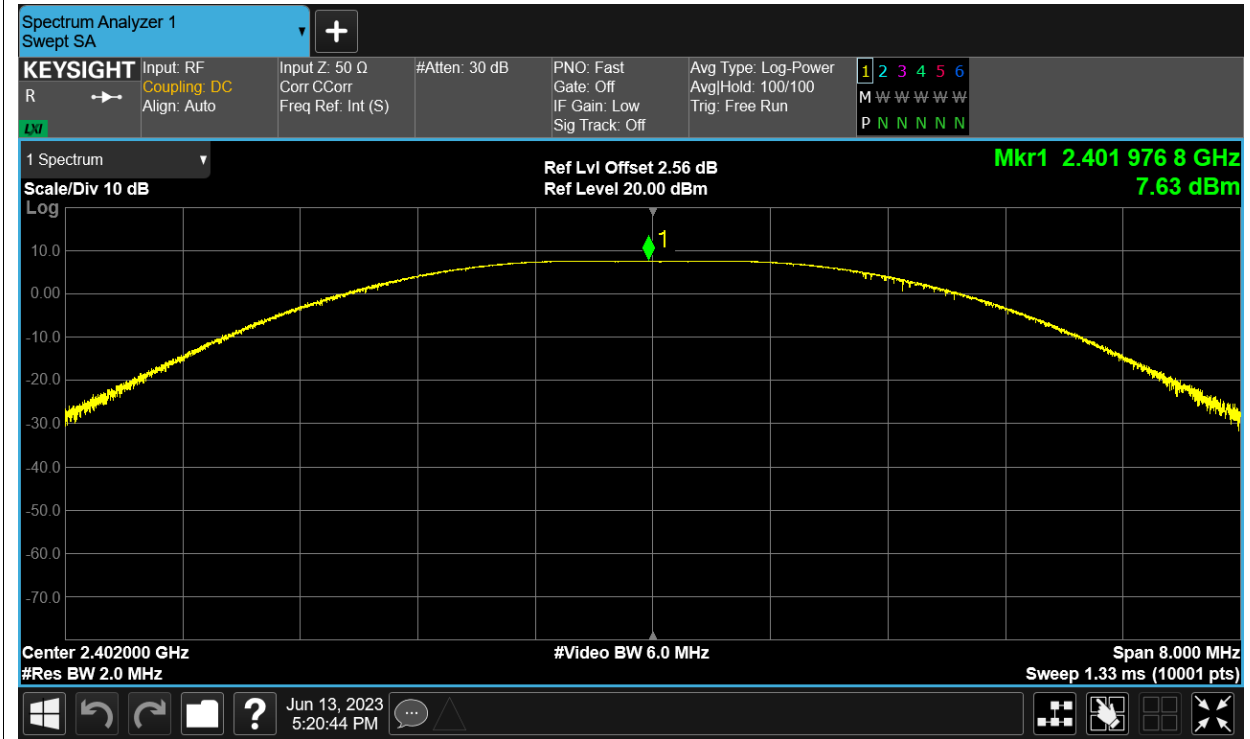 Spectrum Analyzer 1
Swept SA
+
KEYSIGHT
R
LXI
Input: RF
Coupling: DC
Align: Auto
Input Z: 50 Ω
Corr CCorr
Freq Ref: Int (S)
#Atten: 30 dB
PNO: Fast
Gate: Off
IF Gain: Low
Sig Track: Off
Avg Type: Log-Power
Avg|Hold: 100/100
Trig: Free Run
1 2 3 4 5 6
M W W W W W
P N N N N N
1 Spectrum
Scale/Div 10 dB
Log
Ref Lvl Offset 2.56 dB
Ref Level 20.00 dBm
Mkr1 2.401 976 8 GHz
7.63 dBm
1
10.0
0.00
-10.0
-20.0
-30.0
-40.0
-50.0
-60.0
-70.0
Center 2.402000 GHz
#Res BW 2.0 MHz
#Video BW 6.0 MHz
Span 8.000 MHz
Sweep 1.33 ms (10001 pts)
?
Jun 13, 2023
5:20:44 PM